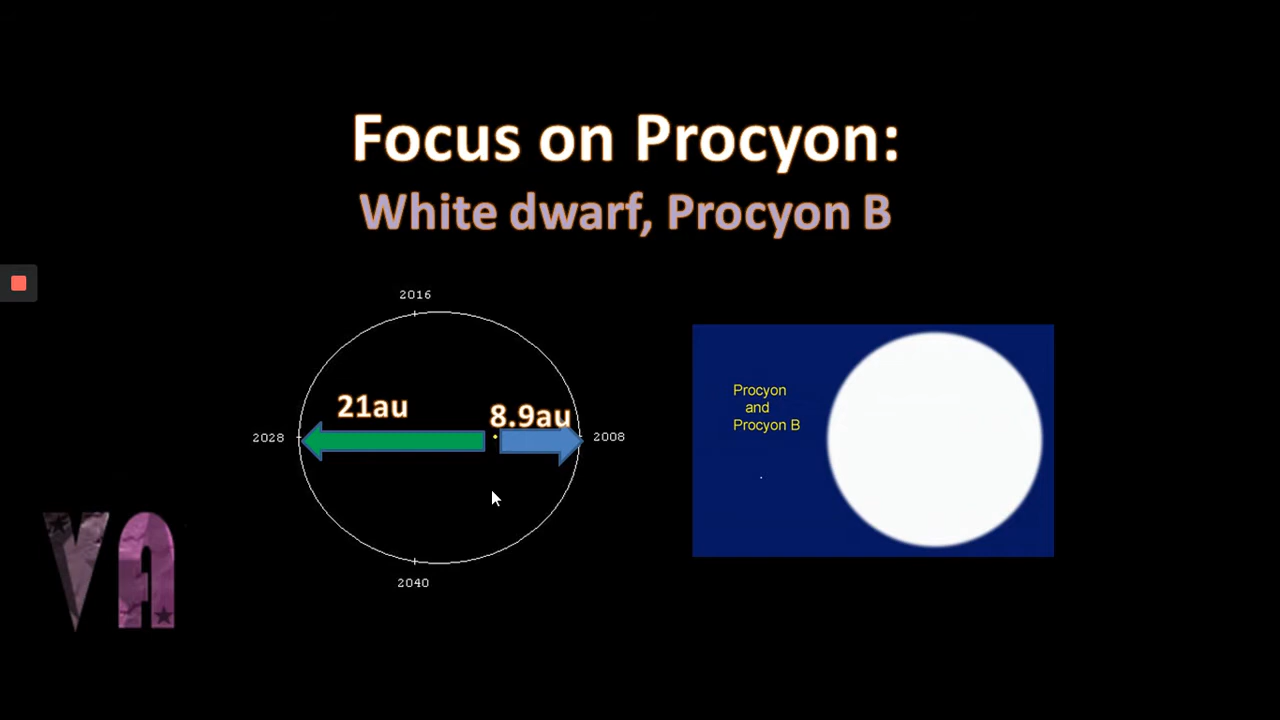 Focus on Procyon:
White dwarf, Procyon B
2016
21au
8.9au
2028
2008
2040
Procyon
and
Procyon B
VA